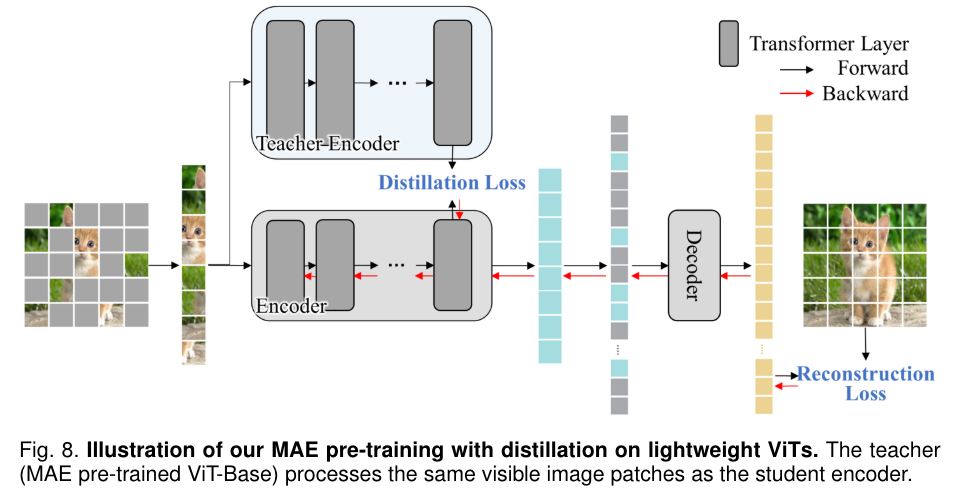 Transformer Layer
Forward
Backward
Teacher Encoder
Distillation Loss
Encoder
Decoder
Reconstruction
Loss
Fig. 8. Illustration of our MAE pre-training with distillation on lightweight ViTs. The teacher
(MAE pre-trained ViT-Base) processes the same visible image patches as the student encoder.